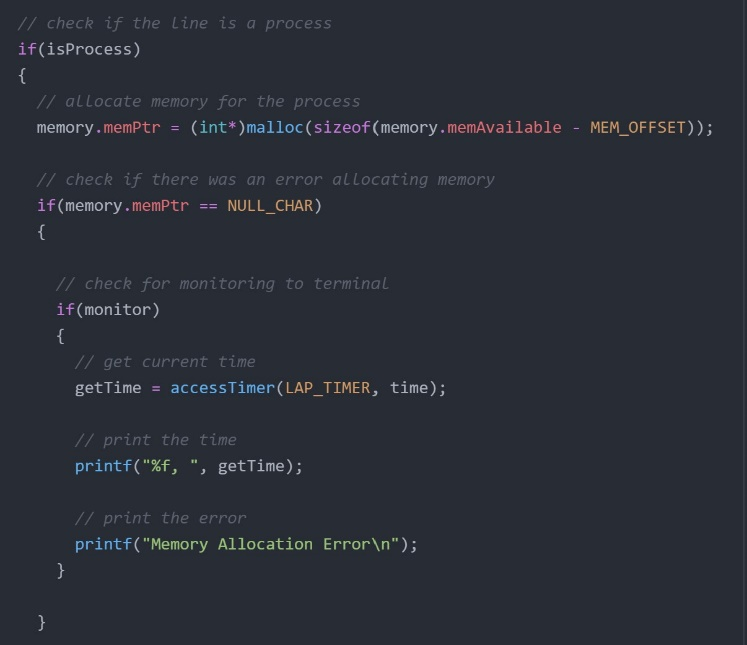 // check if the line is a process
if(isProcess)
{
// allocate memory for the process
memory.memPtr = (int*)malloc(sizeof(memory.memAvailable - MEM_OFFSET));
// check if there was an error allocating memory
if(memory.memPtr == NULL_CHAR)
{
// check for monitoring to terminal
if(monitor)
{
// get current time
getTime = accessTimer(LAP_TIMER, time);
// print the time
printf("%f, ", getTime);
// print the error
printf("Memory Allocation Error\n");
}
}